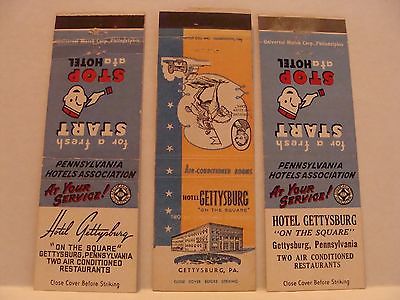 Universal Match Corp., Philadelphia
HOTEL
at a
STOP
START
for a fresh
PENNSYLVANIA
HOTELS ASSOCIATION
At YOUR
SERVICE!
Hotel Gettysburg
"ON THE SQUARE"
GETTYSBURG, PENNSYLVANIA
TWO AIR CONDITIONED
RESTAURANTS
Close Cover Before Striking
AIR-CONDITIONED ROOMS
HOTEL GETTYSBURG
"ON THE SQUARE"
GETTYSBURG, PA.
CLOSE COVER BEFORE STRIKING
Universal Match Corp., Philadelphia
HOTEL
at a
STOP
START
for a fresh
PENNSYLVANIA
HOTELS ASSOCIATION
At YOUR
SERVICE!
HOTEL GETTYSBURG
"ON THE SQUARE"
Gettysburg, Pennsylvania
TWO AIR CONDITIONED
RESTAURANTS
Close Cover Before Striking